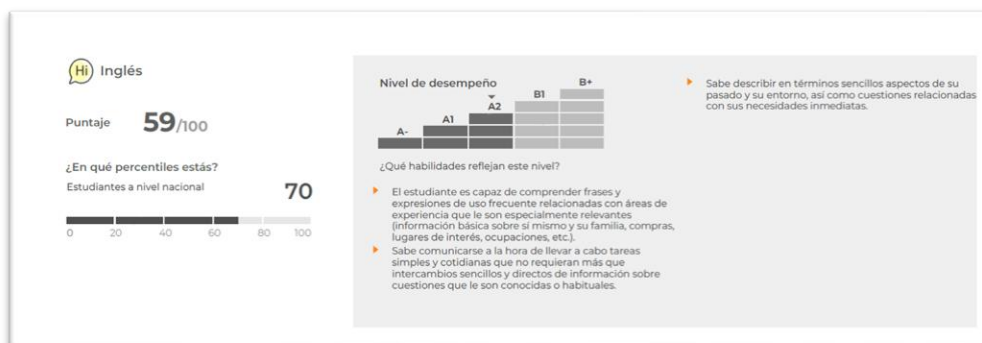 Hi Inglés
Puntaje 59/100
¿En qué percentiles estás?
Estudiantes a nivel nacional 70
0 20 40 60 80 100
Nivel de desempeño
A- A1 A2 B1 B+
¿Qué habilidades reflejan este nivel?
El estudiante es capaz de comprender frases y
expresiones de uso frecuente relacionadas con áreas de
experiencia que le son especialmente relevantes
(información básica sobre sí mismo y su familia, compras,
lugares de interés, ocupaciones, etc.).
Sabe comunicarse a la hora de llevar a cabo tareas
simples y cotidianas que no requieran más que
intercambios sencillos y directos de información sobre
cuestiones que le son conocidas o habituales.
Sabe describir en términos sencillos aspectos de su
pasado y su entorno, así como cuestiones relacionadas
con sus necesidades inmediatas.